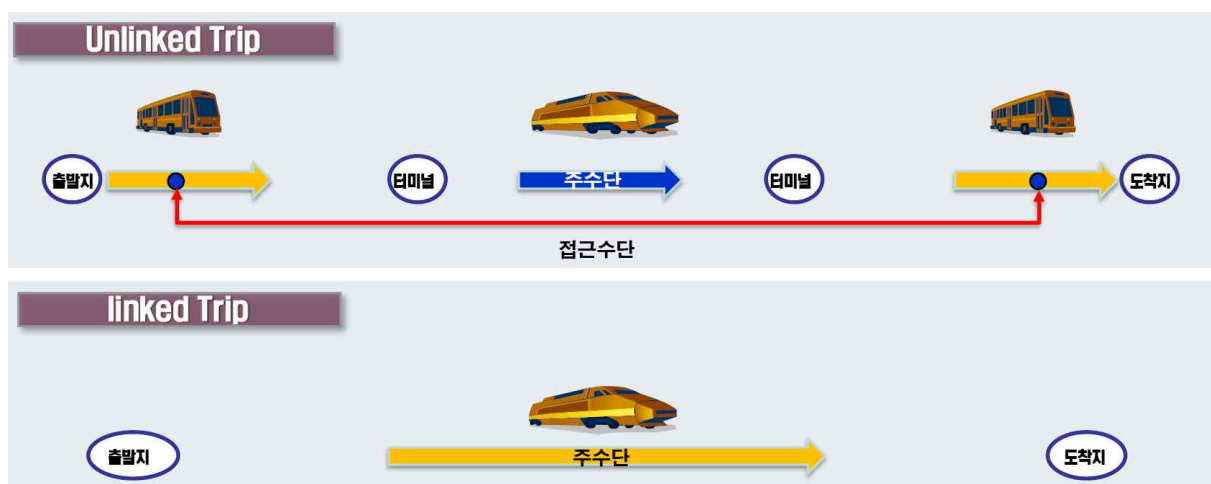 Unlinked Trip
출발지 터미널 주수단 터미널 도착지
접근수단
linked Trip
출발지 주수단 도착지